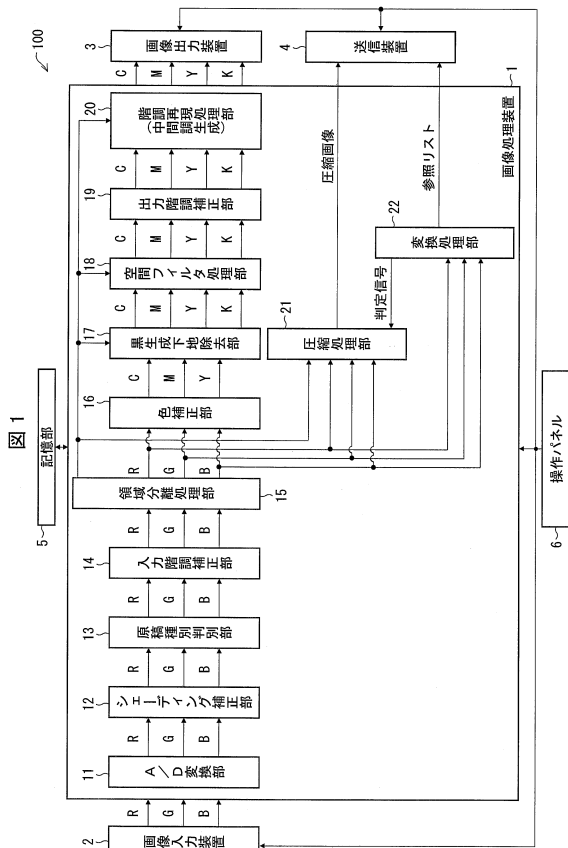 図 1
100
5
記憶部
2
画像入力装置
R
G
B
11
A/D変換部
R
G
B
12
シェーディング補正部
R
G
B
13
原稿種別判別部
R
G
B
14
入力階調補正部
R
G
B
領域分離処理部
15
R
G
B
16
色補正部
C
M
Y
17
黒生成下地除去部
C
M
Y
K
18
空間フィルタ処理部
C
M
Y
K
19
出力階調補正部
C
M
Y
K
20
階調再現処理部
(中間調生成)
C
M
Y
K
3
画像出力装置
21
圧縮処理部
圧縮画像
4
送信装置
判定信号
22
変換処理部
参照リスト
画像処理装置
1
6
操作パネル